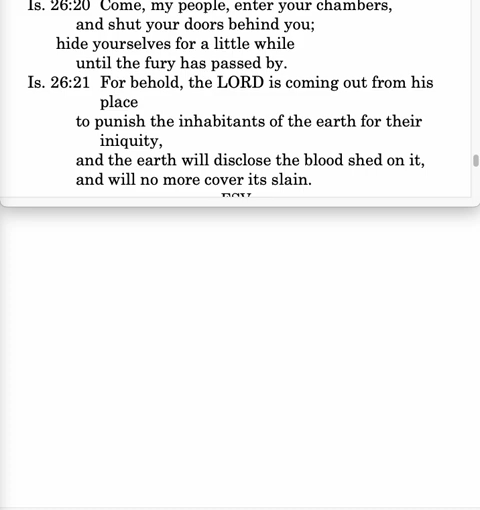 Is. 26:20 Come, my people, enter your chambers,
and shut your doors behind you;
hide yourselves for a little while
until the fury has passed by.
Is. 26:21 For behold, the LORD is coming out from his
place
to punish the inhabitants of the earth for their
iniquity,
and the earth will disclose the blood shed on it,
and will no more cover its slain.
ESV